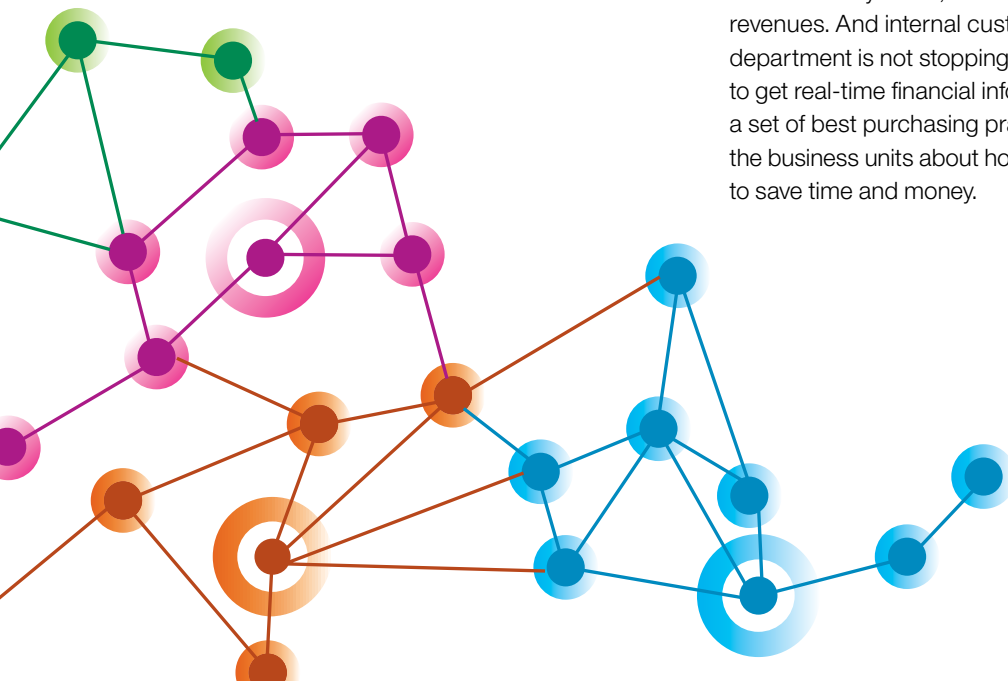 revenues. And internal cust
department is not stopping
to get real-time financial info
a set of best purchasing pra
the business units about ho
to save time and money.